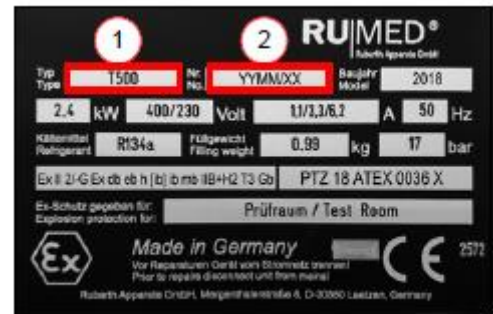 1 2
RUMED®
Rubarth Apparate GmbH
Typ
Type T500 Nr.
No. YYMM/XX Baujahr
Model 2018
2.4 kW 400/230 Volt 1,1/3,3/6,2 A 50 Hz
Kältemittel
Refrigerant R134a Füllgewicht
Filling weight 0.99 kg 17 bar
Ex II 2/-G Ex db eb h [ib] ib mb IIB+H2 T3 Gb PTZ 18 ATEX 0036 X
Ex-Schutz gegeben für:
Explosion protection for: Prüfraum / Test Room
Ex Made in Germany CE 2572
Vor Reparaturen Gerät vom Stromnetz trennen!
Prior to repairs disconnect unit from mains!
Rubarth Apparate GmbH, Mergenthalerstraße 8, D-30880 Laatzen, Germany